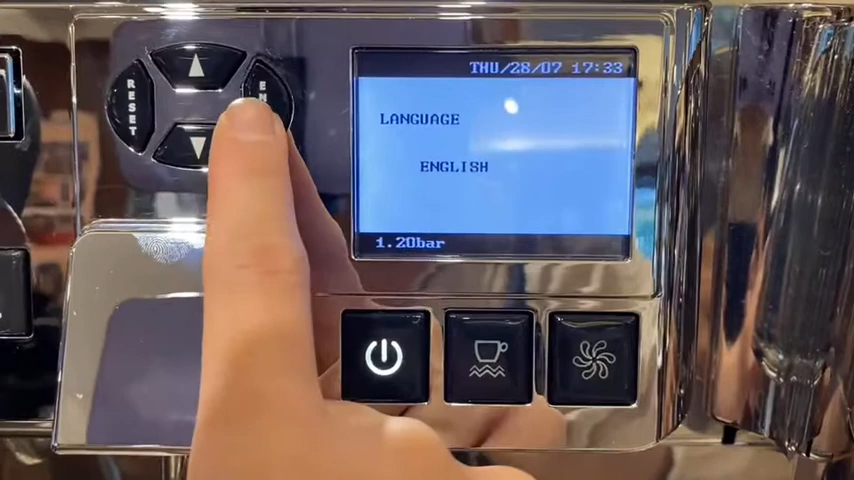 RESET
THU/28/07 17:33
LANGUAGE
ENGLISH
1.20bar